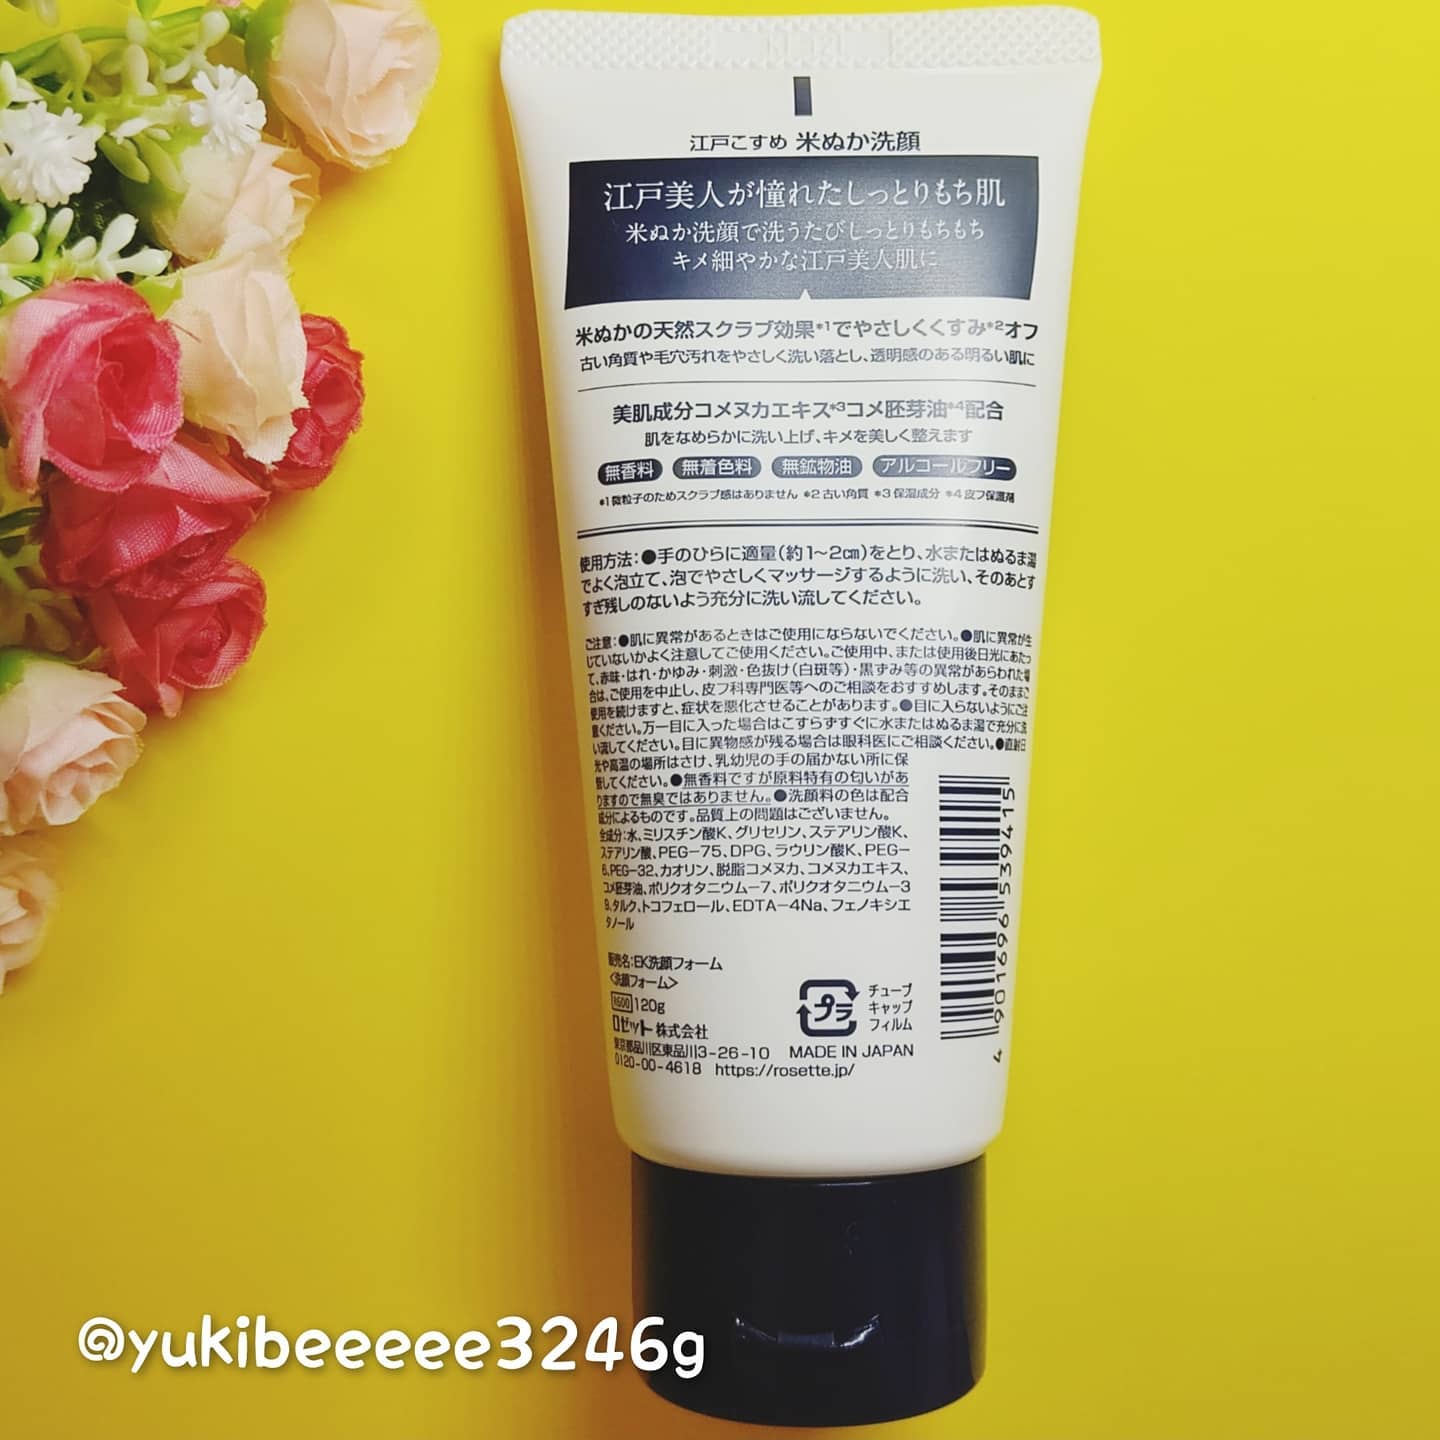 江戸こすめ 米ぬか洗顔
江戸美人が憧れたしっとりもち肌
米ぬか洗顔で洗うたびしっとりもちもち
キメ細やかな江戸美人肌に
米ぬかの天然スクラブ効果*1でやさしくくすみ*2オフ
古い角質や毛穴汚れをやさしく洗い落とし、透明感のある明るい肌に
美肌成分コメヌカエキス*3コメ胚芽油*4配合
肌をなめらかに洗い上げ、キメを美しく整えます
無香料 無着色料 無鉱物油 アルコールフリー
*1 微粒子のためスクラブ感はありません *2 古い角質 *3 保湿成分 *4 皮フ保護剤
使用方法：●手のひらに適量（約1〜2㎝）をとり、水またはぬるま湯
でよく泡立て、泡でやさしくマッサージするように洗い、そのあとす
すぎ残しのないよう充分に洗い流してください。
ご注意：●肌に異常があるときはご使用にならないでください。●肌に異常が生
じていないかよく注意してご使用ください。ご使用中、または使用後日光にあたっ
て、赤味・はれ・かゆみ・刺激・色抜け（白斑等）・黒ずみ等の異常があらわれた場
合は、ご使用を中止し、皮フ科専門医等へのご相談をおすすめします。そのままご
使用を続けますと、症状を悪化させることがあります。●目に入らないようにご注
意ください。万一目に入った場合はこすらずすぐに水またはぬるま湯で充分に洗
い流してください。目に異物感が残る場合は眼科医にご相談ください。●直射日
光や高温の場所はさけ、乳幼児の手の届かない所に保
管してください。●無香料ですが原料特有の匂いがあ
りますので無臭ではありません。●洗顔料の色は配合
成分によるものです。品質上の問題はございません。
全成分：水、ミリスチン酸K、グリセリン、ステアリン酸K、
ステアリン酸、PEG-75、DPG、ラウリン酸K、PEG-
6、PEG-32、カオリン、脱脂コメヌカ、コメヌカエキス、
コメ胚芽油、ポリクオタニウム-7、ポリクオタニウム-3
9、タルク、トコフェロール、EDTA-4Na、フェノキシエ
タノール
販売名：EK洗顔フォーム
<洗顔フォーム>
R600 120g
ロゼット株式会社
東京都品川区東品川3-26-10 MADE IN JAPAN
0120-00-4618 https://rosette.jp/
プラ
チューブ
キャップ
フィルム
4 901696 539415
@yukibeeeee3246g